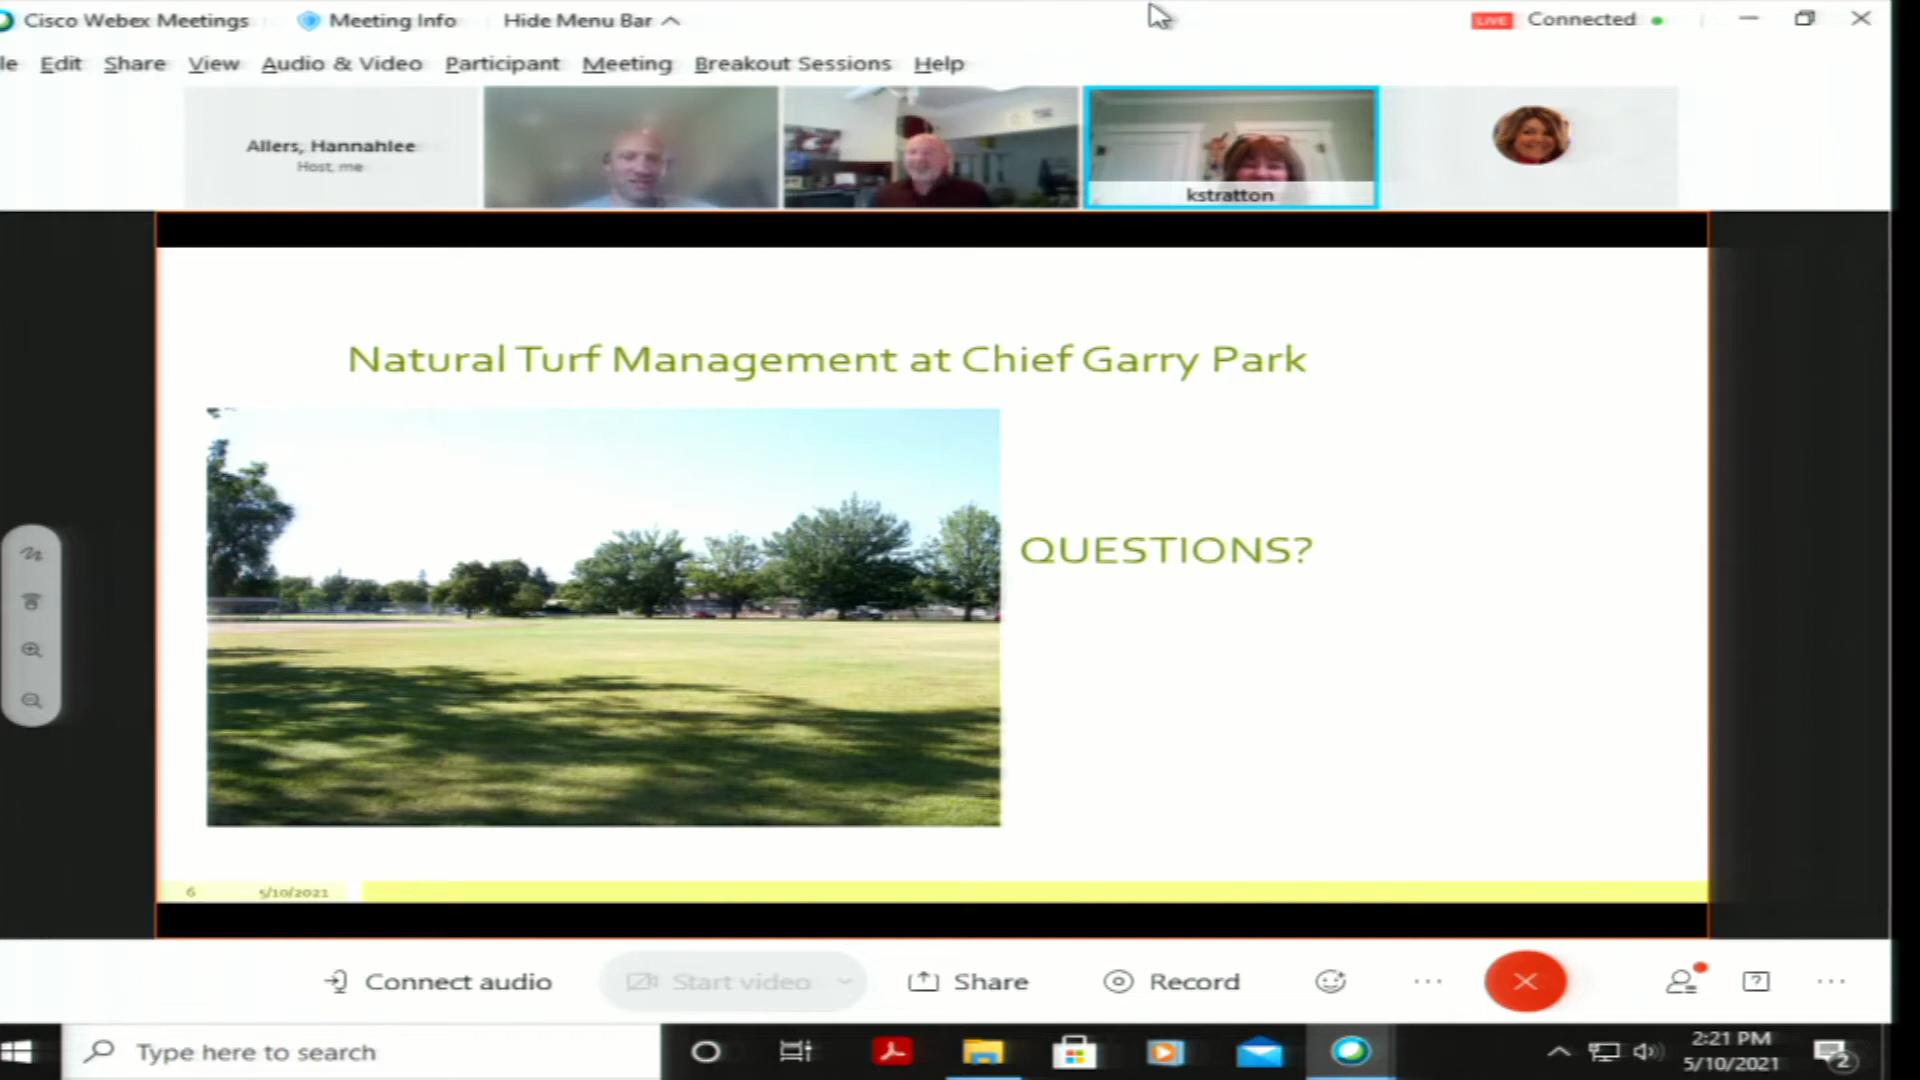 Cisco Webex Meetings Meeting Info Hide Menu Bar LIVE Connected
le Edit Share View Audio & Video Participant Meeting Breakout Sessions Help
Allers, Hannahlee
Host, me
kstratton
Natural Turf Management at Chief Garry Park
QUESTIONS?
6 5/10/2021
Connect audio Start video Share Record
Type here to search
2:21 PM
5/10/2021
2